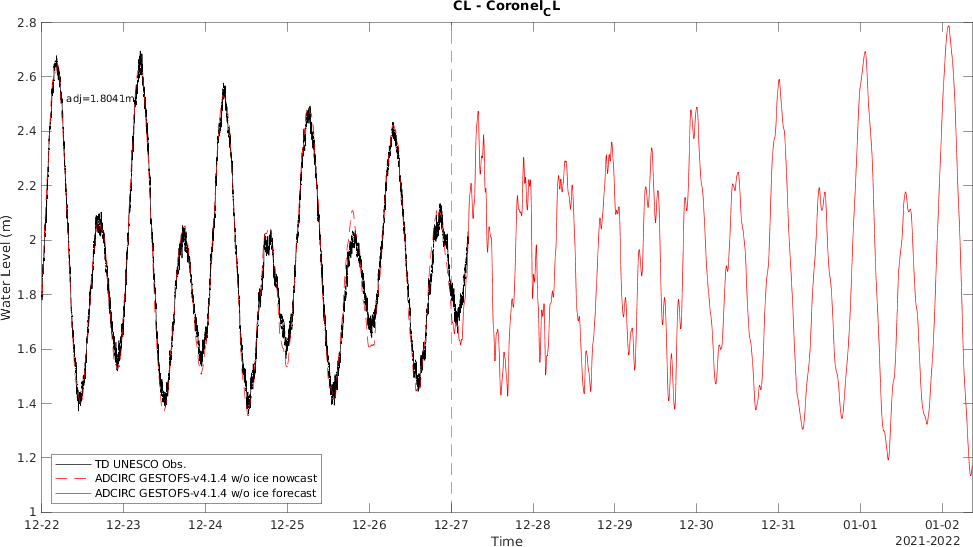 CL - Coronel_CL
2.8
2.6
adj=1.8041m
2.4
2.2
2
1.8
1.6
1.4
1.2
1
Water Level (m)
TD UNESCO Obs.
ADCIRC GESTOFS-v4.1.4 w/o ice nowcast
ADCIRC GESTOFS-v4.1.4 w/o ice forecast
12-22 12-23 12-24 12-25 12-26 12-27 12-28 12-29 12-30 12-31 01-01 01-02
Time
2021-2022